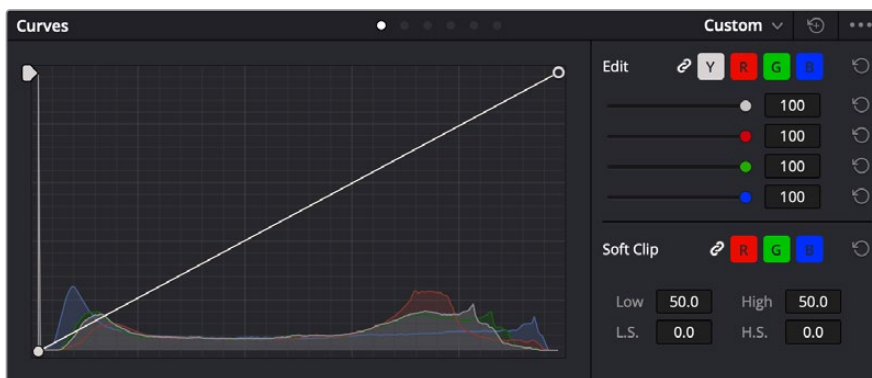 Curves
Custom
Edit Y R G B
100
100
100
100
Soft Clip R G B
Low 50.0 High 50.0
L.S. 0.0 H.S. 0.0